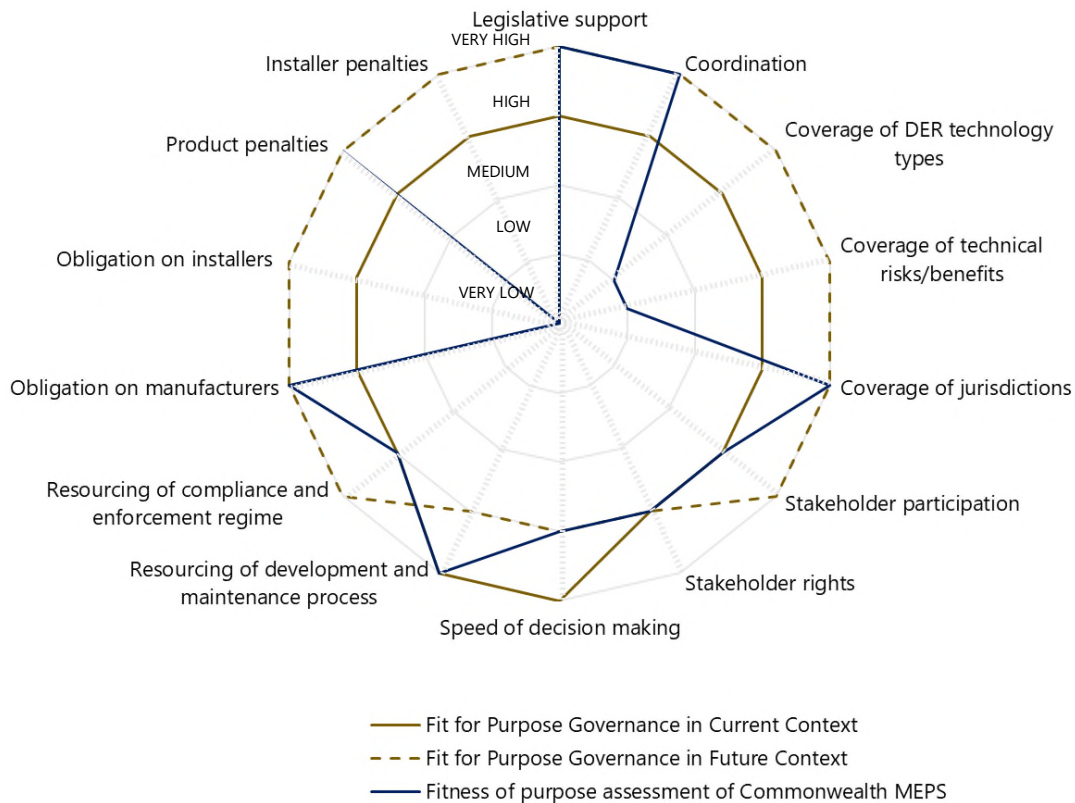 Legislative support
VERY HIGH
Installer penalties
Coordination
HIGH
Product penalties
Coverage of DER technology
types
MEDIUM
LOW
Obligation on installers
Coverage of technical
risks/benefits
VERY LOW
Obligation on manufacturers
Coverage of jurisdictions
Resourcing of compliance and
enforcement regime
Stakeholder participation
Resourcing of development and
maintenance process
Stakeholder rights
Speed of decision making
Fit for Purpose Governance in Current Context
Fit for Purpose Governance in Future Context
Fitness of purpose assessment of Commonwealth MEPS